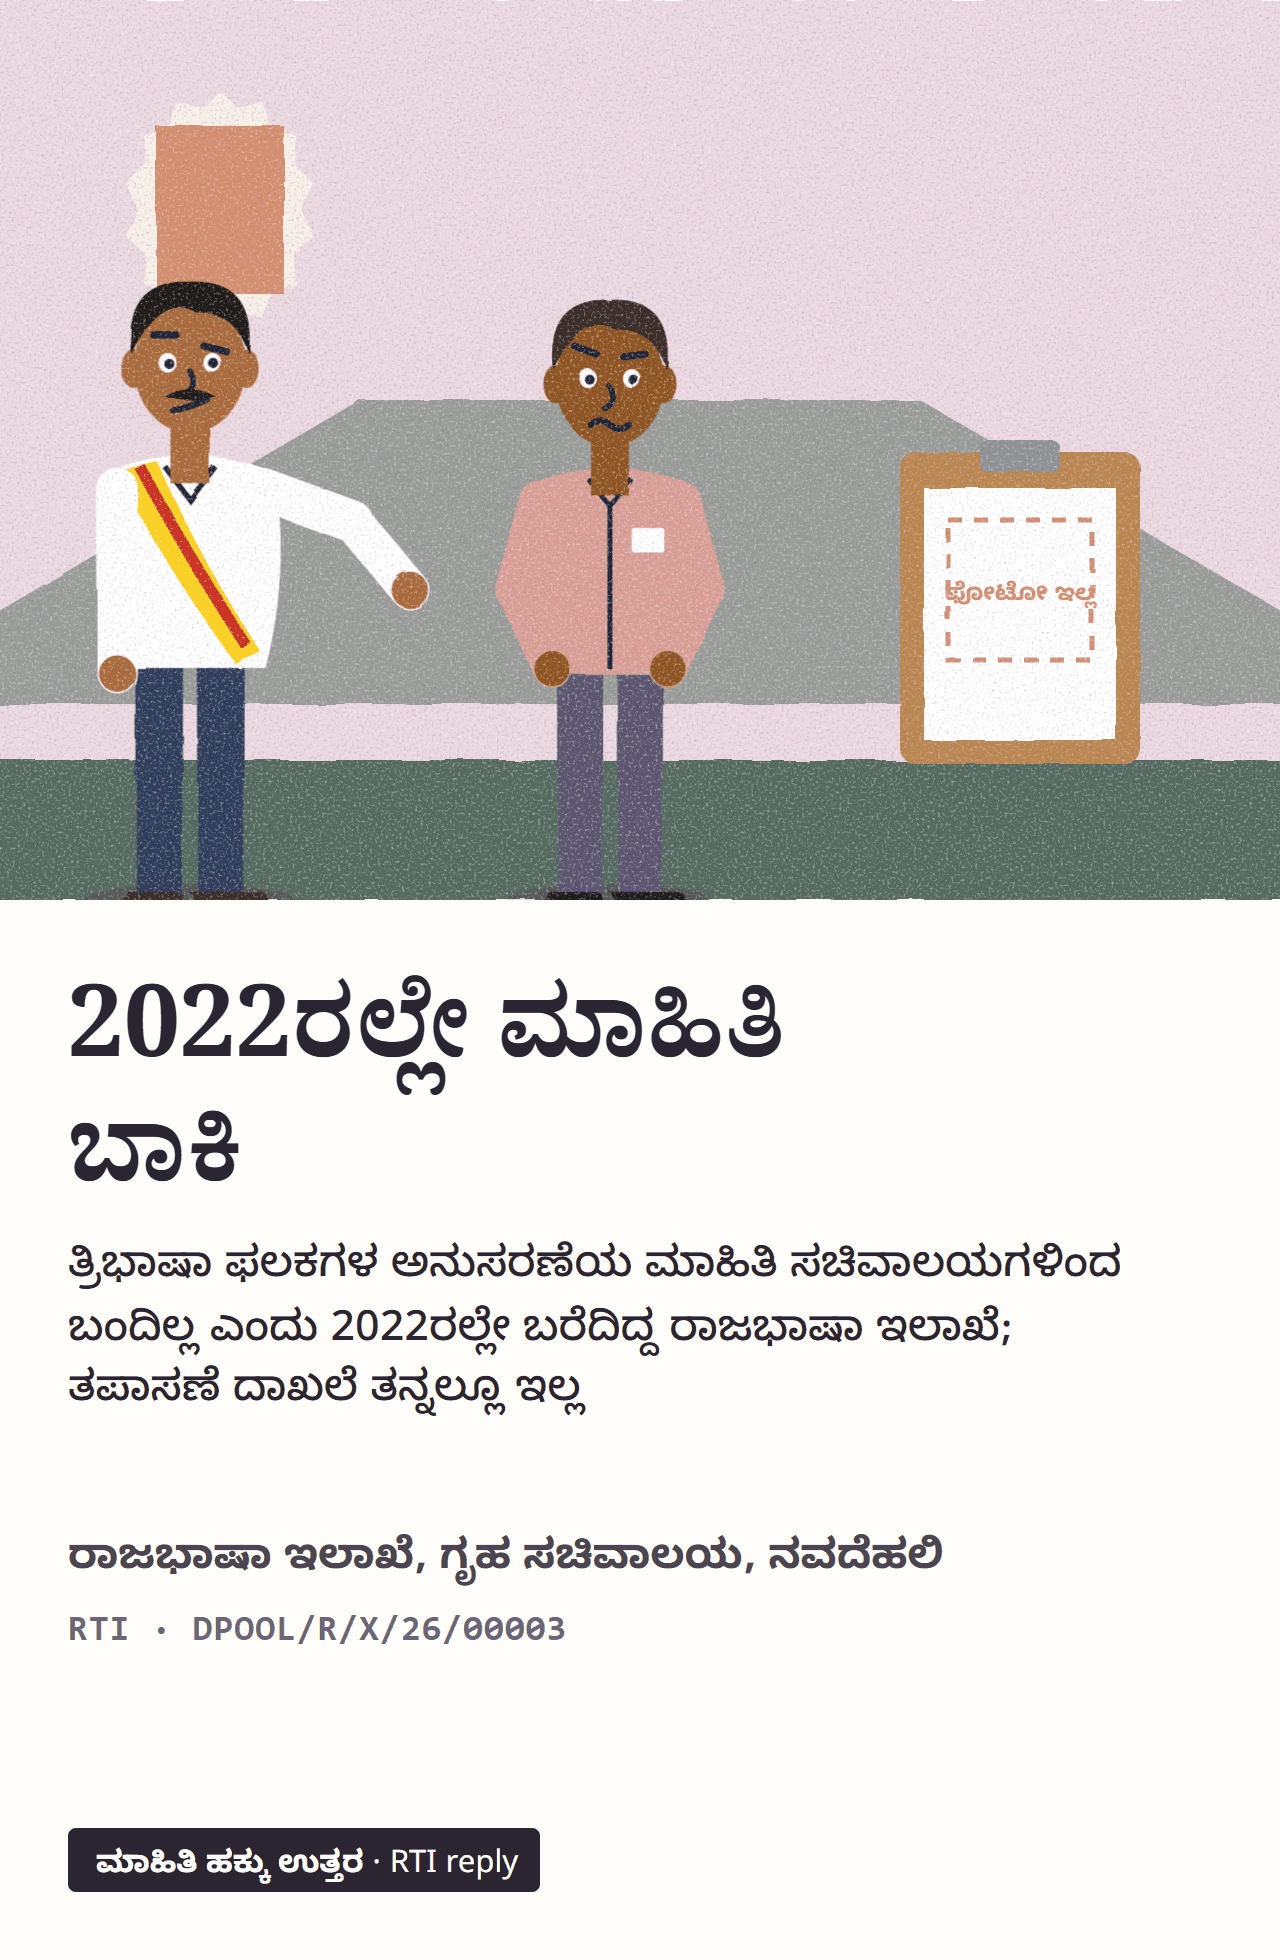 ಫೋಟೋ ಇಲ್ಲ
2022ರಲ್ಲೇ ಮಾಹಿತಿ
ಬಾಕಿ
ತ್ರಿಭಾಷಾ ಫಲಕಗಳ ಅನುಸರಣೆಯ ಮಾಹಿತಿ ಸಚಿವಾಲಯಗಳಿಂದ
ಬಂದಿಲ್ಲ ಎಂದು 2022ರಲ್ಲೇ ಬರೆದಿದ್ದ ರಾಜಭಾಷಾ ಇಲಾಖೆ;
ತಪಾಸಣೆ ದಾಖಲೆ ತನ್ನಲ್ಲೂ ಇಲ್ಲ
ರಾಜಭಾಷಾ ಇಲಾಖೆ, ಗೃಹ ಸಚಿವಾಲಯ, ನವದೆಹಲಿ
RTI · DPOOL/R/X/26/00003
ಮಾಹಿತಿ ಹಕ್ಕು ಉತ್ತರ · RTI reply